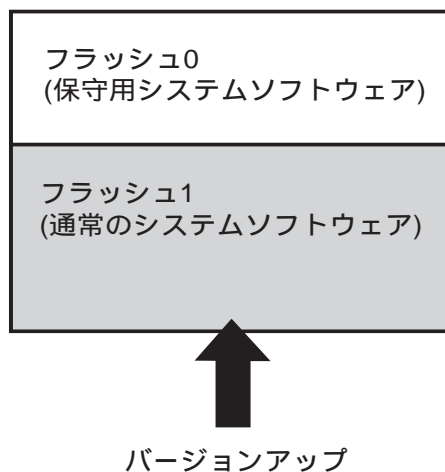 フラッシュ0
(保守用システムソフトウェア)
フラッシュ1
(通常のシステムソフトウェア)
バージョンアップ